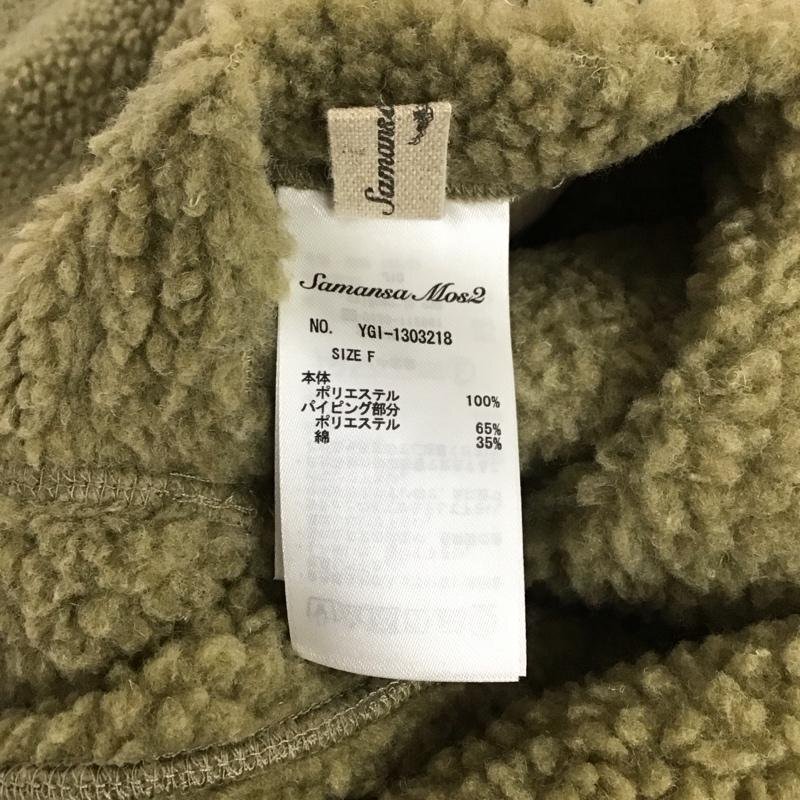 Samansa
Samansa Mos2
NO. YGI-1303218
SIZE F
本体
ポリエステル 100%
パイピング部分
ポリエステル 65%
綿 35%